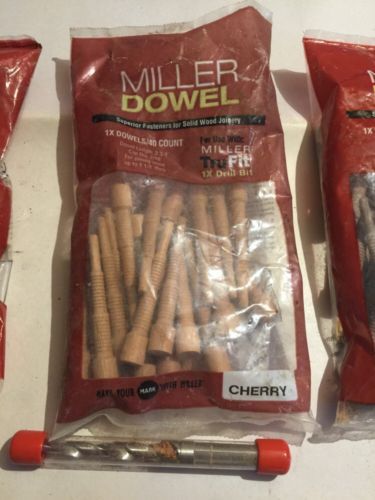 MILLER
DOWEL
Superior Fasteners for Solid Wood Joinery
1X DOWELS/40 COUNT
For Use With:
MILLER
TruFit
1X Drill Bit
MAKE YOUR MARK WITH MILLER
CHERRY